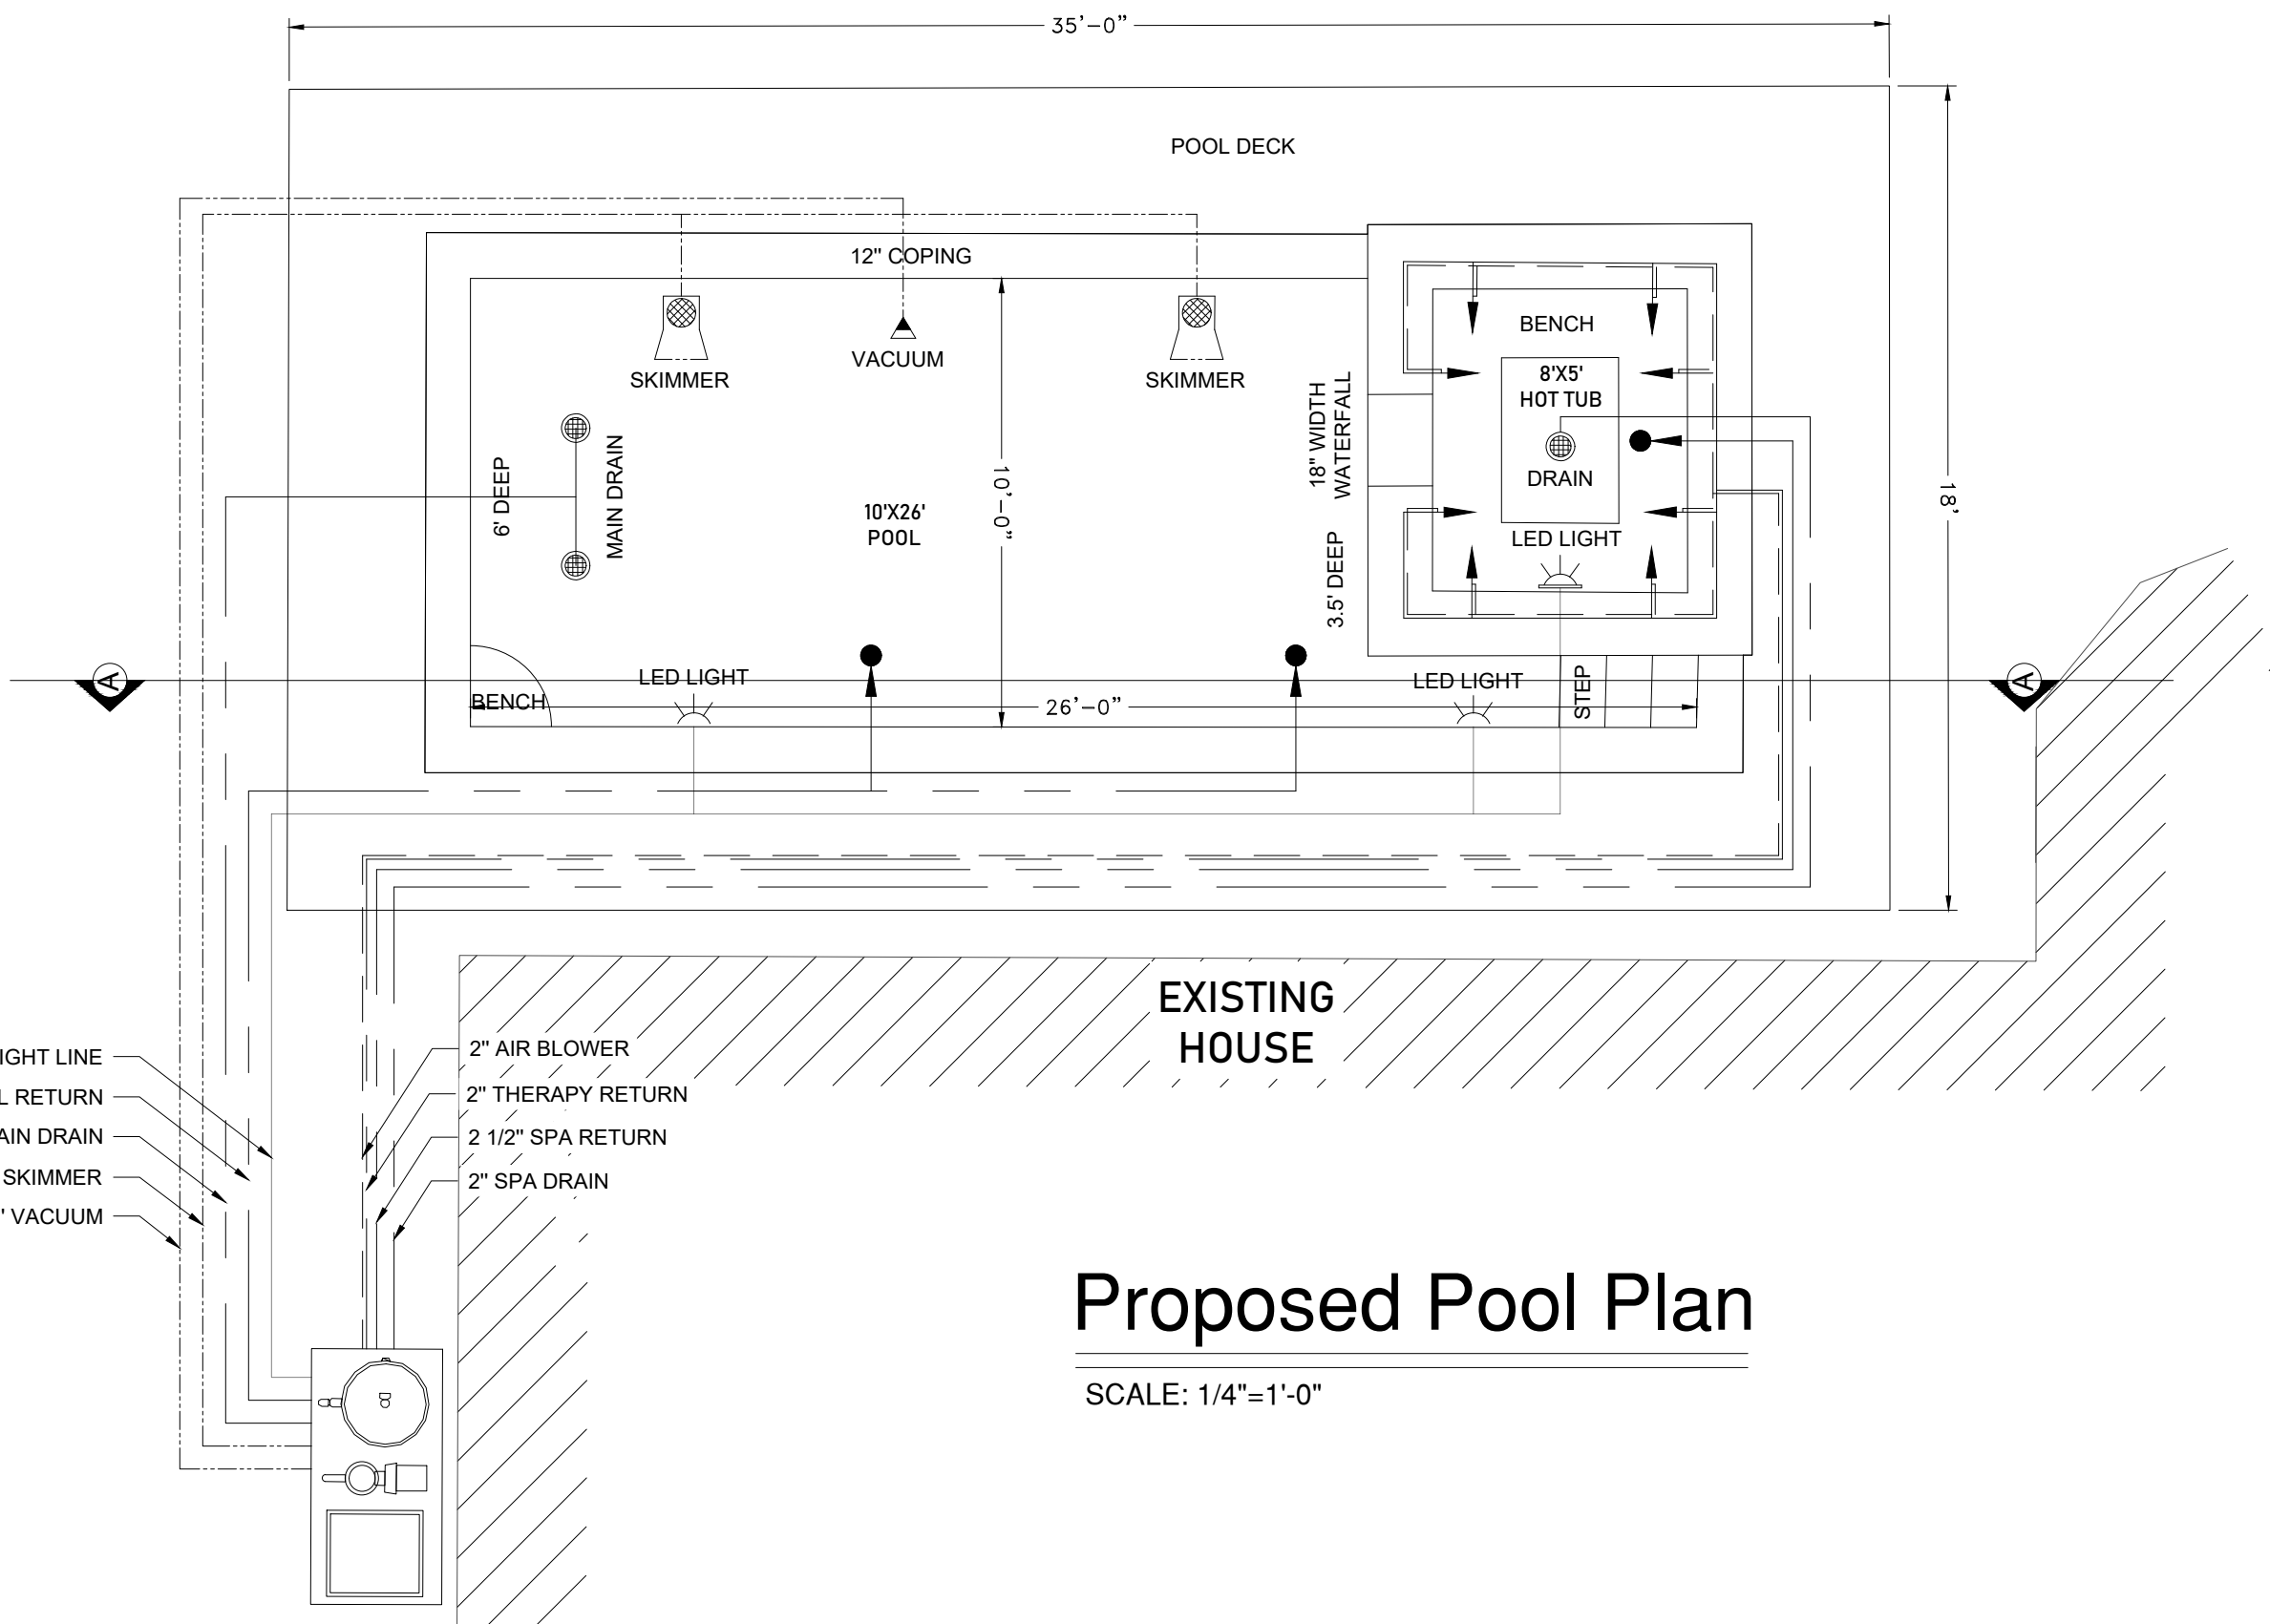 35'-0"
POOL DECK
12" COPING
SKIMMER
VACUUM
SKIMMER
BENCH
8'X5'
HOT TUB
DRAIN
LED LIGHT
18" WIDTH
WATERFALL
3.5' DEEP
6' DEEP
MAIN DRAIN
10'X26'
POOL
10'-0"
18'
A
A
BENCH
LED LIGHT
26'-0"
LED LIGHT
STEP
EXISTING
HOUSE
IGHT LINE
L RETURN
AIN DRAIN
SKIMMER
" VACUUM
2" AIR BLOWER
2" THERAPY RETURN
2 1/2" SPA RETURN
2" SPA DRAIN
Proposed Pool Plan
SCALE: 1/4"=1'-0"